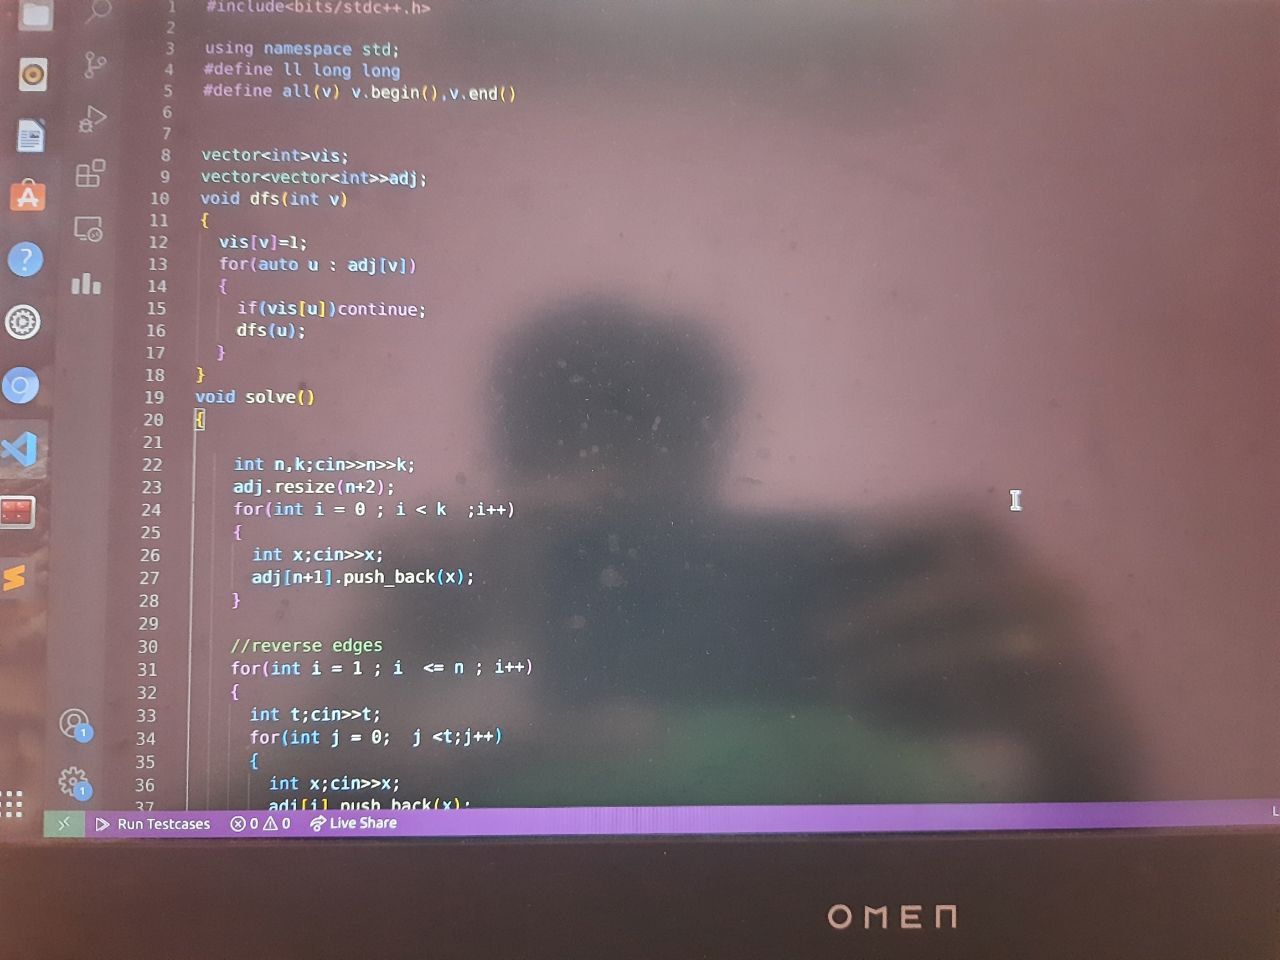 1 #include<bits/stdc++.h>
2
3 using namespace std;
4 #define ll long long
5 #define all(v) v.begin(),v.end()
6
7
8 vector<int>vis;
9 vector<vector<int>>adj;
10 void dfs(int v)
11 {
12 vis[v]=1;
13 for(auto u : adj[v])
14 {
15 if(vis[u])continue;
16 dfs(u);
17 }
18 }
19 void solve()
20 {
21
22 int n,k;cin>>n>>k;
23 adj.resize(n+2);
24 for(int i = 0 ; i < k  ;i++)
25 {
26 int x;cin>>x;
27 adj[n+1].push_back(x);
28 }
29
30 //reverse edges
31 for(int i = 1 ; i  <= n ; i++)
32 {
33 int t;cin>>t;
34 for(int j = 0;  j <t;j++)
35 {
36 int x;cin>>x;
37 adj[i].push_back(x);
1
1
Run Testcases 0 0 Live Share L
OMEN